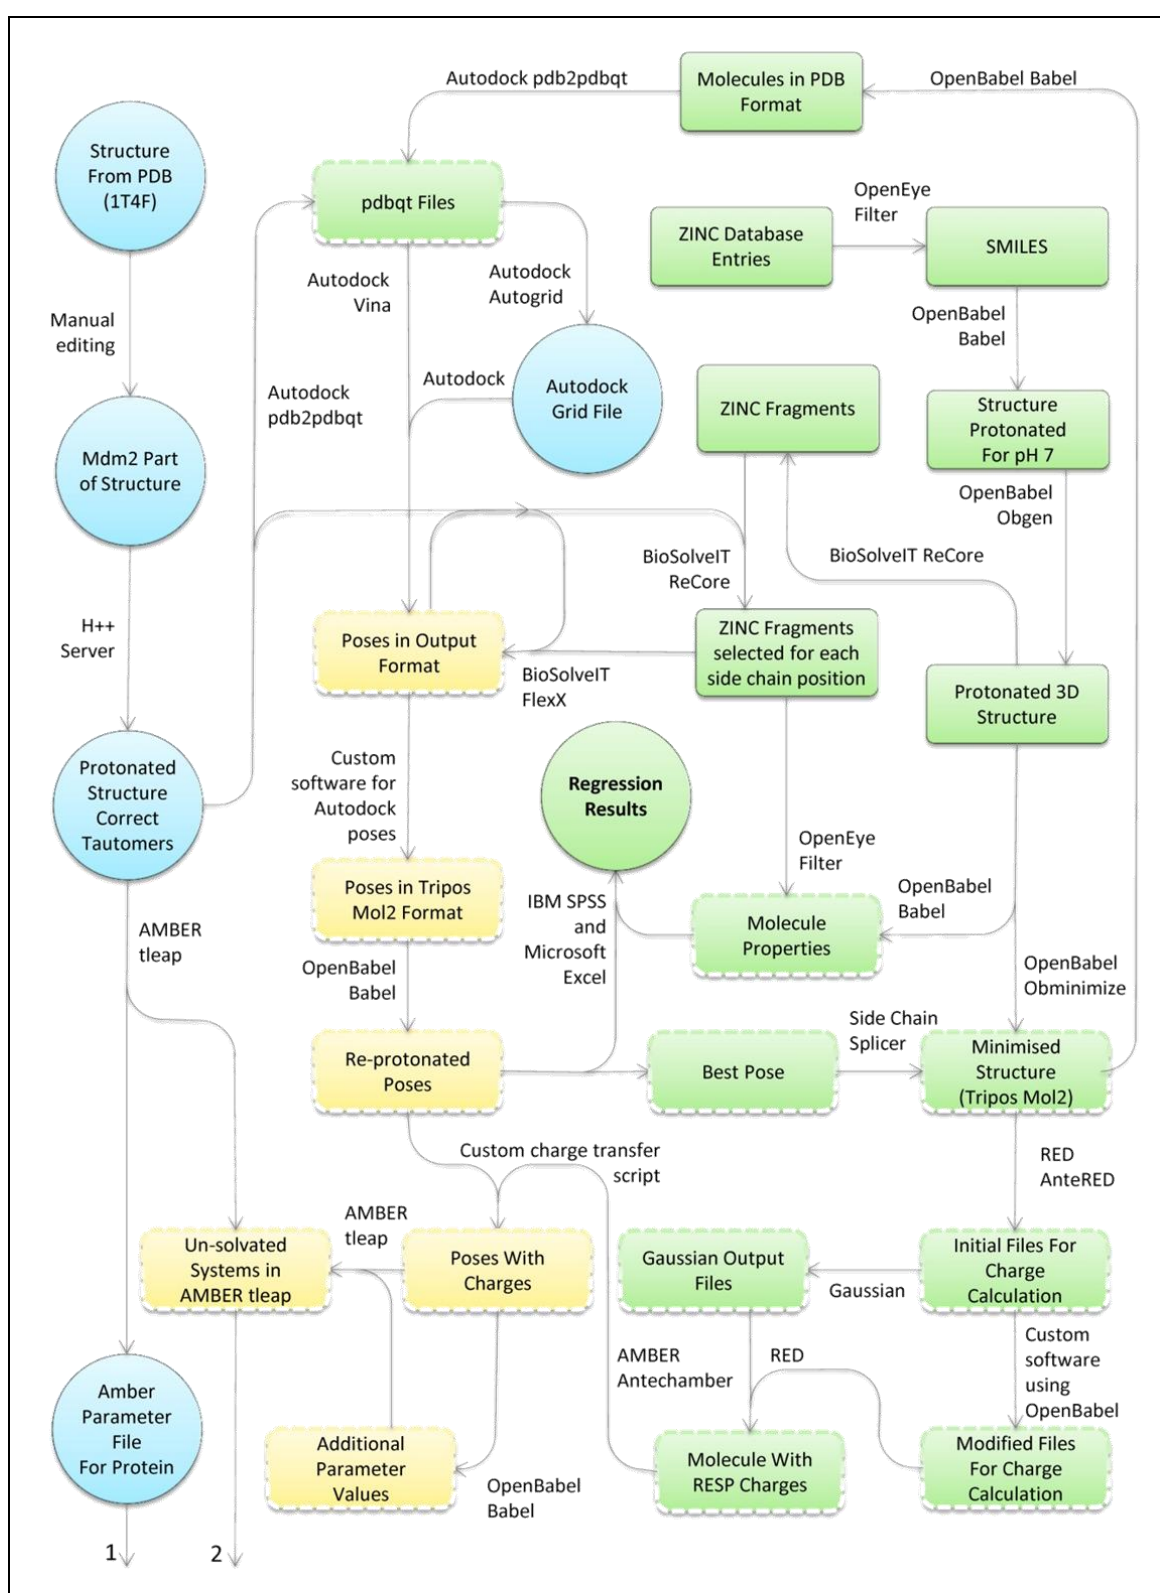 Autodock pdb2pdbqt
Molecules in PDB
Format
OpenBabel Babel
Structure
From PDB
(1T4F)
pdbqt Files
OpenEye
Filter
ZINC Database
Entries
SMILES
Autodock
Vina
Autodock
Autogrid
OpenBabel
Babel
Manual
editing
Autodock
pdb2pdbqt
Autodock
Autodock
Grid File
ZINC Fragments
Structure
Protonated
For pH 7
Mdm2 Part
of Structure
OpenBabel
Obgen
BioSolveIT
ReCore
BioSolveIT ReCore
H++
Server
Poses in Output
Format
BioSolveIT
FlexX
ZINC Fragments
selected for each
side chain position
Protonated 3D
Structure
Protonated
Structure
Correct
Tautomers
Custom
software for
Autodock
poses
Regression
Results
OpenEye
Filter
Poses in Tripos
Mol2 Format
IBM SPSS
and
Microsoft
Excel
Molecule
Properties
OpenBabel
Babel
AMBER
tleap
OpenBabel
Babel
OpenBabel
Obminimize
Re-protonated
Poses
Best Pose
Side Chain
Splicer
Minimised
Structure
(Tripos Mol2)
Custom charge transfer
script
RED
AnteRED
AMBER
tleap
Un-solvated
Systems in
AMBER tleap
Poses With
Charges
Gaussian Output
Files
Gaussian
Initial Files For
Charge
Calculation
AMBER
Antechamber
RED
Custom
software
using
OpenBabel
Amber
Parameter
File
For Protein
Additional
Parameter
Values
OpenBabel
Babel
Molecule With
RESP Charges
Modified Files
For Charge
Calculation
1
2